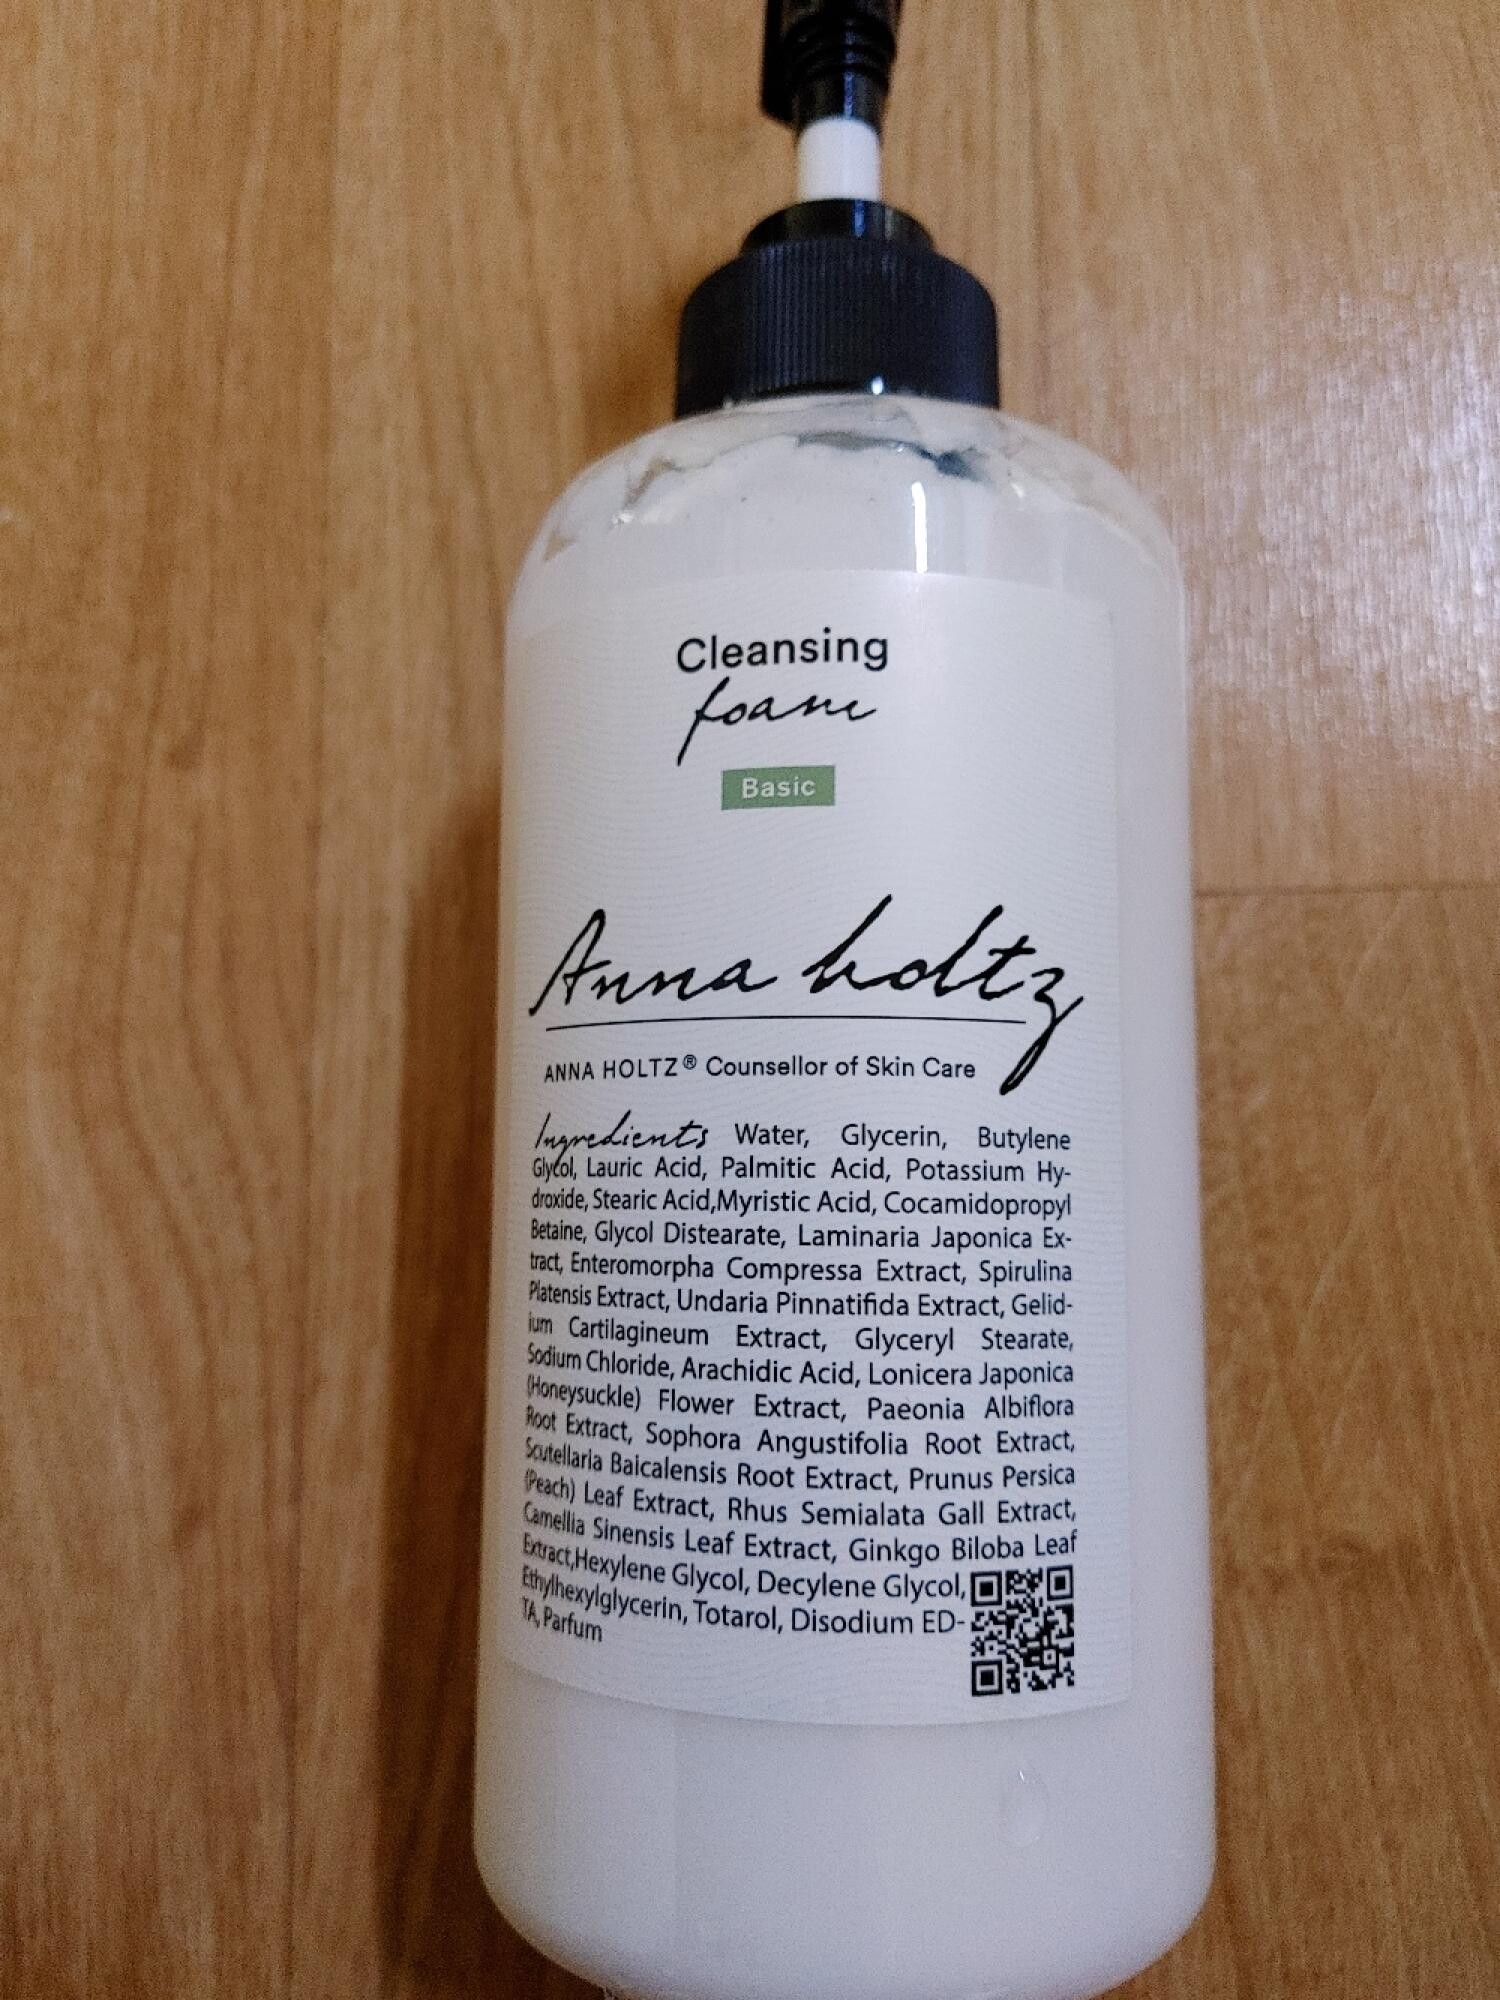 Cleansing
foam
Basic
Anna holtz
ANNA HOLTZ® Counsellor of Skin Care
Ingredients Water, Glycerin, Butylene
Glycol, Lauric Acid, Palmitic Acid, Potassium Hy-
droxide, Stearic Acid,Myristic Acid, Cocamidopropyl
Betaine, Glycol Distearate, Laminaria Japonica Ex-
tract, Enteromorpha Compressa Extract, Spirulina
Platensis Extract, Undaria Pinnatifida Extract, Gelid-
ium Cartilagineum Extract, Glyceryl Stearate,
Sodium Chloride, Arachidic Acid, Lonicera Japonica
(Honeysuckle) Flower Extract, Paeonia Albiflora
Root Extract, Sophora Angustifolia Root Extract,
Scutellaria Baicalensis Root Extract, Prunus Persica
(Peach) Leaf Extract, Rhus Semialata Gall Extract,
Camellia Sinensis Leaf Extract, Ginkgo Biloba Leaf
Extract,Hexylene Glycol, Decylene Glycol,
Ethylhexylglycerin, Totarol, Disodium ED-
TA, Parfum